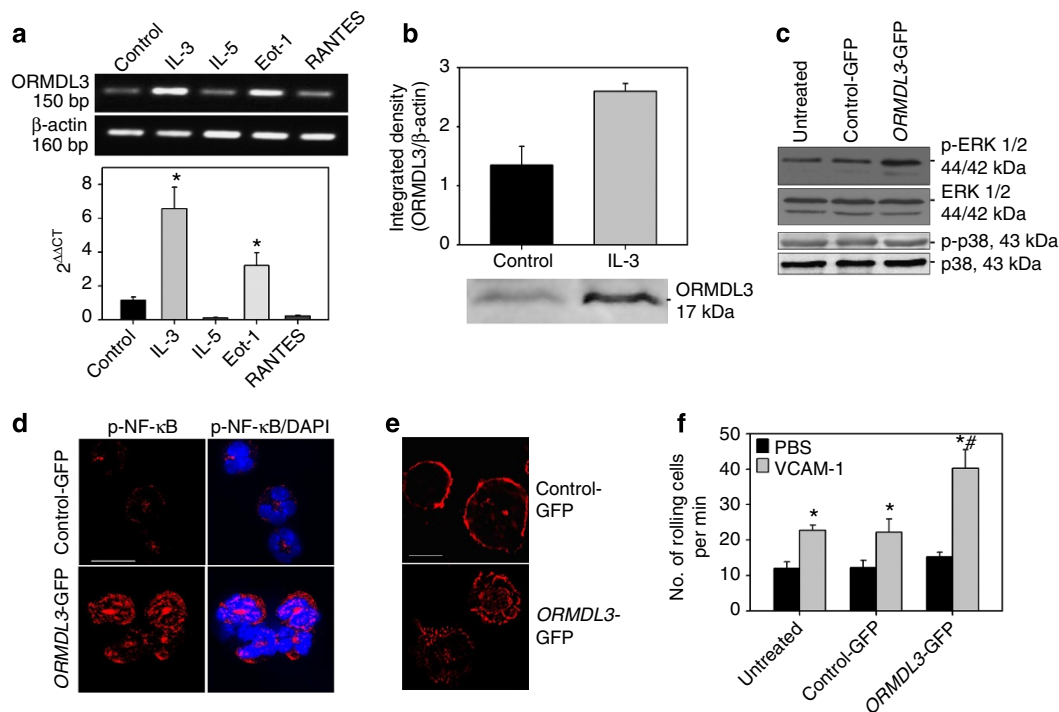 a
Control
IL-3
IL-5
Eot-1
RANTES
ORMDL3
150 bp
β-actin
160 bp
8
6
4
2
0
2^ΔΔCT
*
*
Control
IL-3
IL-5
Eot-1
RANTES
b
3
2
1
0
Integrated density
(ORMDL3/β-actin)
Control
IL-3
ORMDL3
17 kDa
c
Untreated
Control-GFP
ORMDL3-GFP
p-ERK 1/2
44/42 kDa
ERK 1/2
44/42 kDa
p-p38, 43 kDa
p38, 43 kDa
d
p-NF-κB
p-NF-κB/DAPI
Control-GFP
ORMDL3-GFP
e
Control-
GFP
ORMDL3-
GFP
f
50
40
30
20
10
0
No. of rolling cells
per min
PBS
VCAM-1
*
*
*#
Untreated
Control-GFP
ORMDL3-GFP